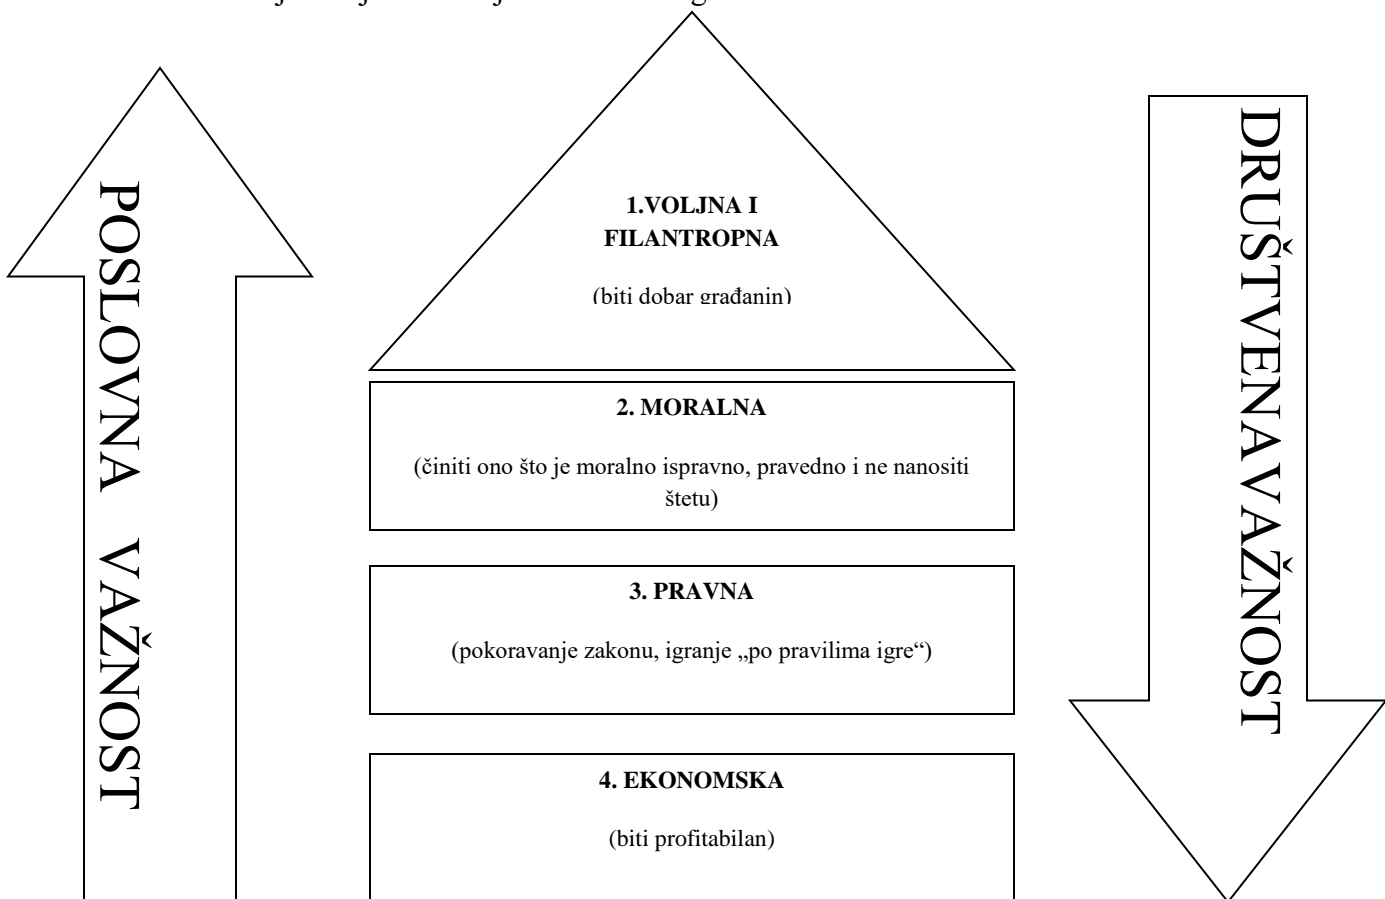 POSLOVNA VAŽNOST
1.VOLJNA I
FILANTROPNA
(biti dobar građanin)
2. MORALNA
(činiti ono što je moralno ispravno, pravedno i ne nanositi
štetu)
3. PRAVNA
(pokoravanje zakonu, igranje „po pravilima igre“)
4. EKONOMSKA
(biti profitabilan)
DRUŠTVENAVAŽNOST